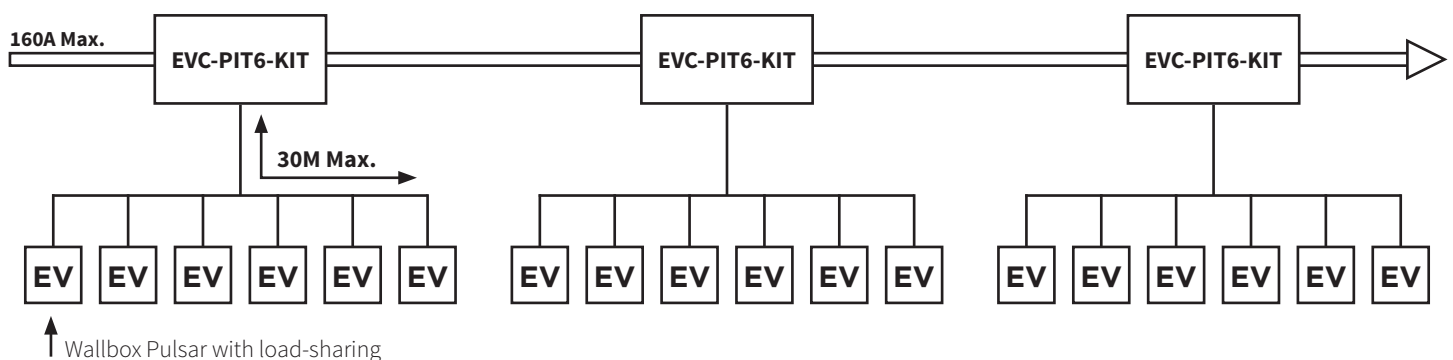 160A Max.
EVC-PIT6-KIT
EVC-PIT6-KIT
EVC-PIT6-KIT
30M Max.
EV EV EV EV EV EV EV EV EV EV EV EV EV EV EV EV EV EV
Wallbox Pulsar with load-sharing